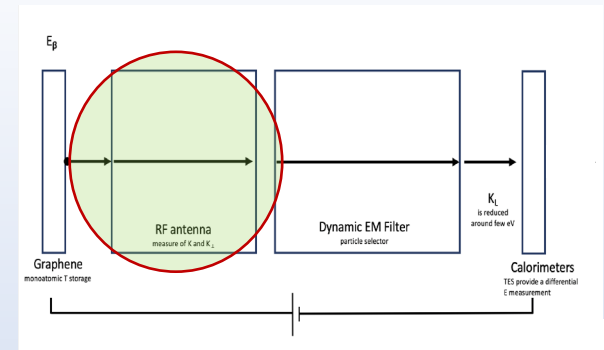 Eβ
RF antenna
measure of K and K⊥
Dynamic EM Filter
particle selector
KL
is reduced
around few eV
Graphene
monoatomic T storage
Calorimeters
TES provide a differential
E measurement